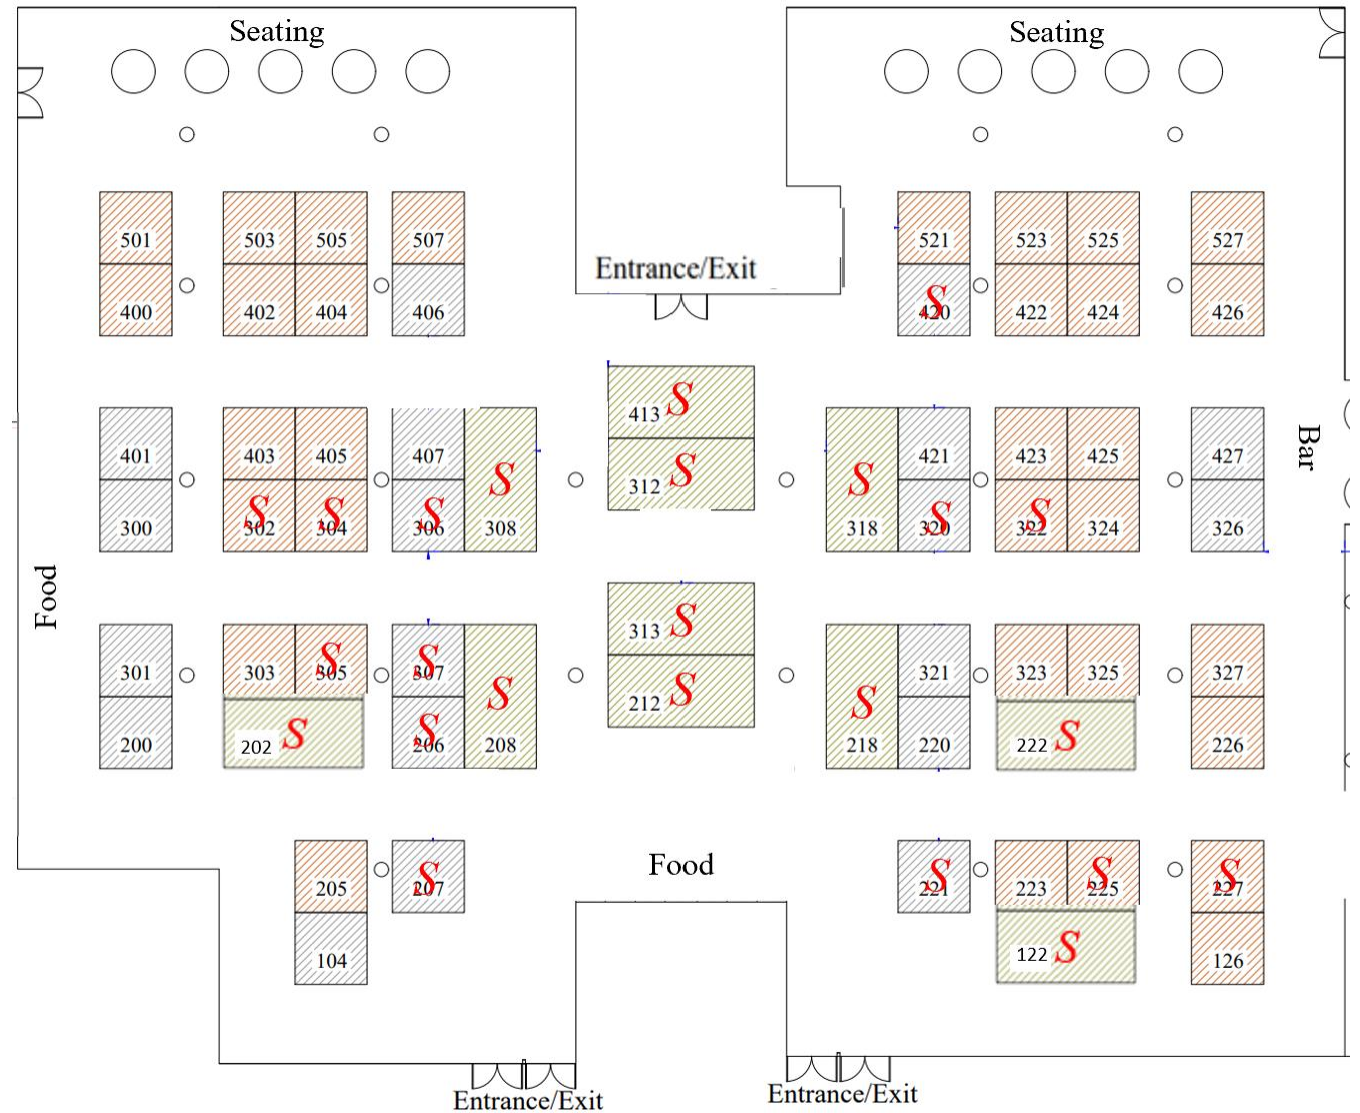 Seating Seating
501 503 505 507 521 523 525 527
Entrance/Exit
400 402 404 406 S 420 422 424 426
413 S
401 403 405 407 421 423 425 427
Bar
312 S
S S
300 S 302 S 304 S 306 308 318 S 320 S 322 324 326
Food
313 S
301 303 S 305 S 307 321 323 325 327
212 S
S S
200 202 S S 206 208 218 220 222 S 226
Food
205 S 207 S 221 223 S 225 S 227
104 122 S 126
Entrance/Exit Entrance/Exit